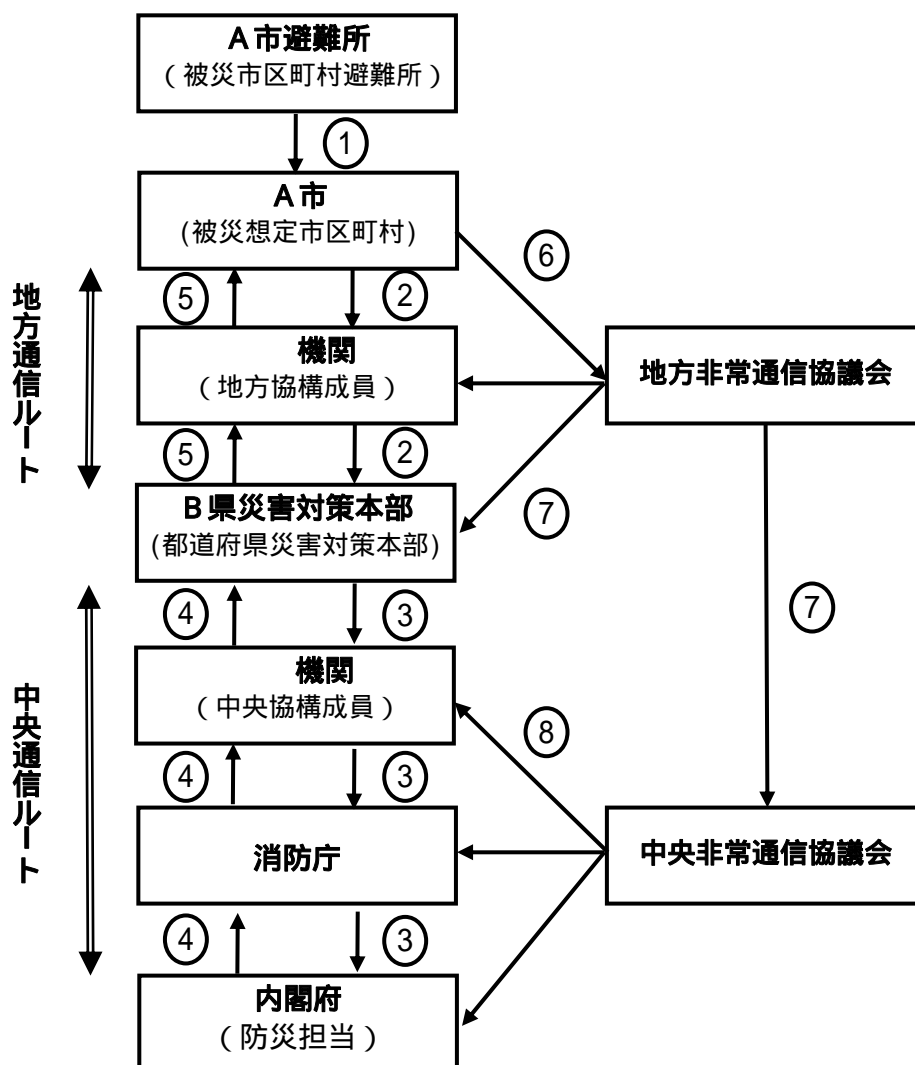 A市避難所
（被災市区町村避難所）
①
A市
(被災想定市区町村)
⑥
⑤
②
地方通信ルート
機関
（地方協構成員）
地方非常通信協議会
⑤
②
⑦
B県災害対策本部
(都道府県災害対策本部)
④
③
⑦
機関
（中央協構成員）
⑧
中央通信ルート
④
③
消防庁
中央非常通信協議会
④
③
内閣府
（防災担当）